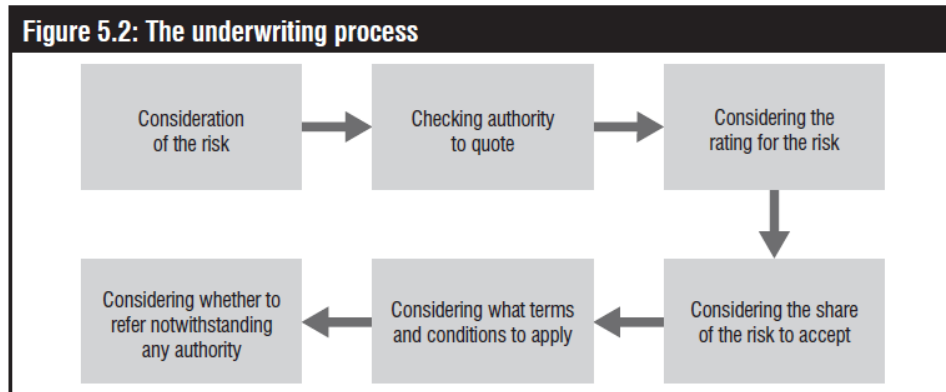 Figure 5.2: The underwriting process
Consideration
of the risk
Checking authority
to quote
Considering the
rating for the risk
Considering the share
of the risk to accept
Considering what terms
and conditions to apply
Considering whether to
refer notwithstanding
any authority